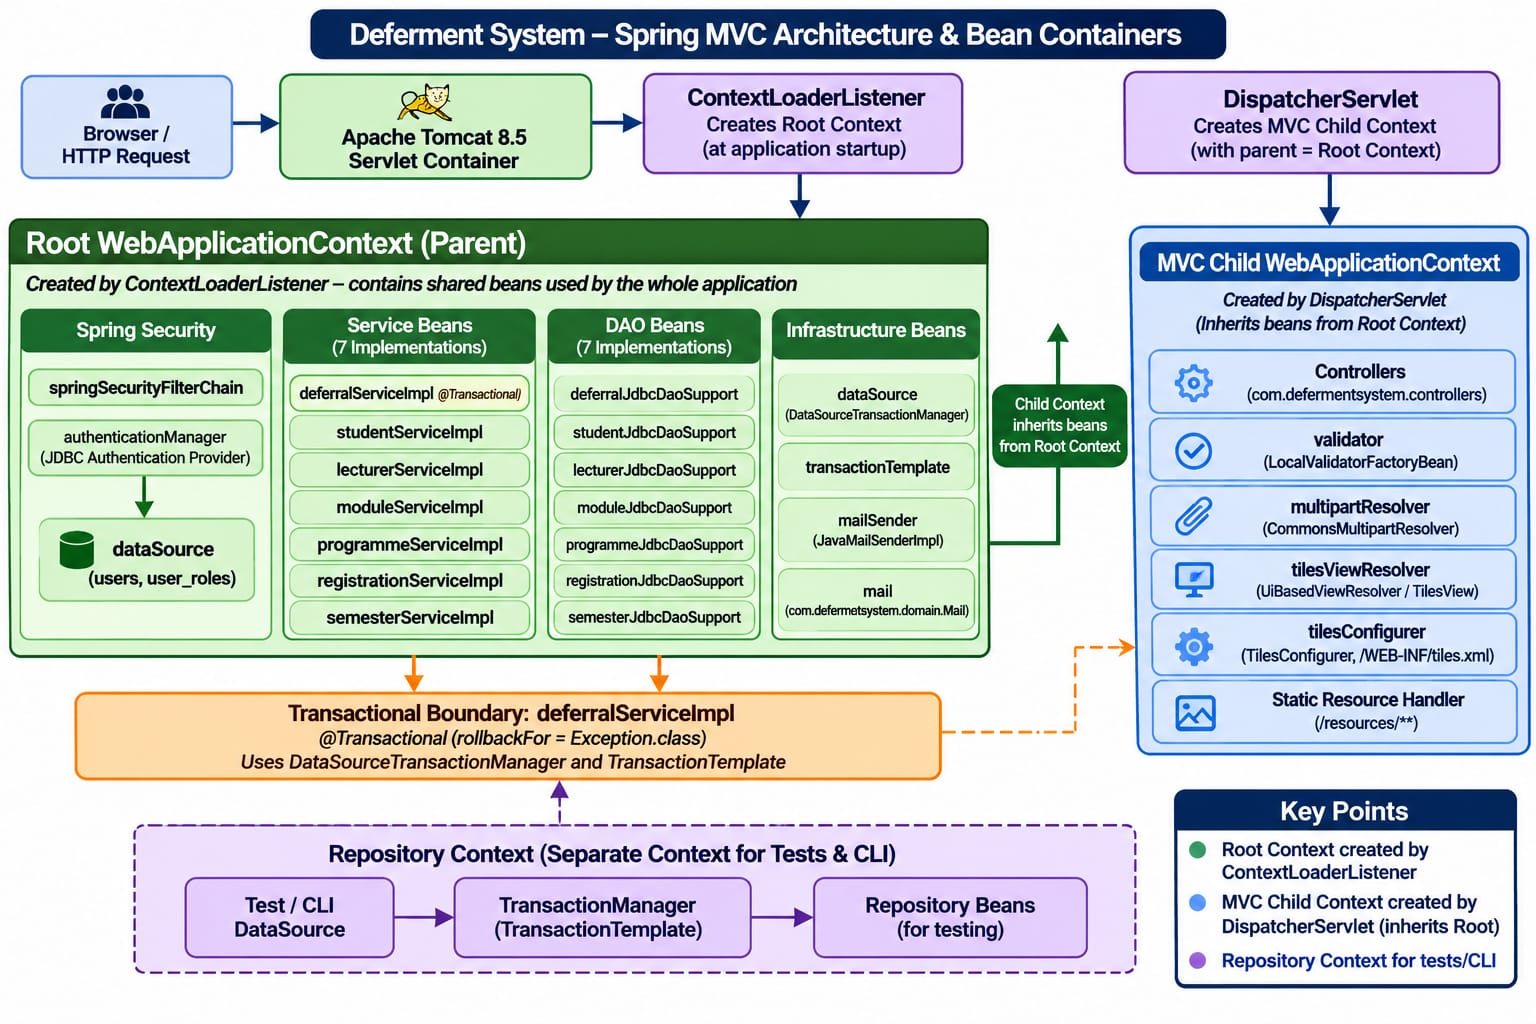 Deferment System – Spring MVC Architecture & Bean Containers
Browser /
HTTP Request
Apache Tomcat 8.5
Servlet Container
ContextLoaderListener
Creates Root Context
(at application startup)
DispatcherServlet
Creates MVC Child Context
(with parent = Root Context)
Root WebApplicationContext (Parent)
Created by ContextLoaderListener – contains shared beans used by the whole application
Spring Security
springSecurityFilterChain
authenticationManager
(JDBC Authentication Provider)
dataSource
(users, user_roles)
Service Beans
(7 Implementations)
deferralServiceImpl @Transactional)
studentServiceImpl
lecturerServiceImpl
moduleServiceImpl
programmeServiceImpl
registrationServiceImpl
semesterServiceImpl
DAO Beans
(7 Implementations)
deferralJdbcDaoSupport
studentJdbcDaoSupport
lecturerJdbcDaoSupport
moduleJdbcDaoSupport
programmeJdbcDaoSupport
registrationJdbcDaoSupport
semesterJdbcDaoSupport
Infrastructure Beans
dataSource
(DataSourceTransactionManager)
transactionTemplate
mailSender
(JavaMailSenderImpl)
mail
(com.defermetsystem.domain.Mail)
Child Context
inherits beans
from Root Context
MVC Child WebApplicationContext
Created by DispatcherServlet
(Inherits beans from Root Context)
Controllers
(com.defermentsystem.controllers)
validator
(LocalValidatorFactoryBean)
multipartResolver
(CommonsMultipartResolver)
tilesViewResolver
(UiBasedViewResolver / TilesView)
tilesConfigurer
(TilesConfigurer, /WEB-INF/tiles.xml)
Static Resource Handler
(/resources/**)
Transactional Boundary: deferralServiceImpl
@Transactional (rollbackFor = Exception.class)
Uses DataSourceTransactionManager and TransactionTemplate
Repository Context (Separate Context for Tests & CLI)
Test / CLI
DataSource
TransactionManager
(TransactionTemplate)
Repository Beans
(for testing)
Key Points
Root Context created by
ContextLoaderListener
MVC Child Context created by
DispatcherServlet (inherits Root)
Repository Context for tests/CLI